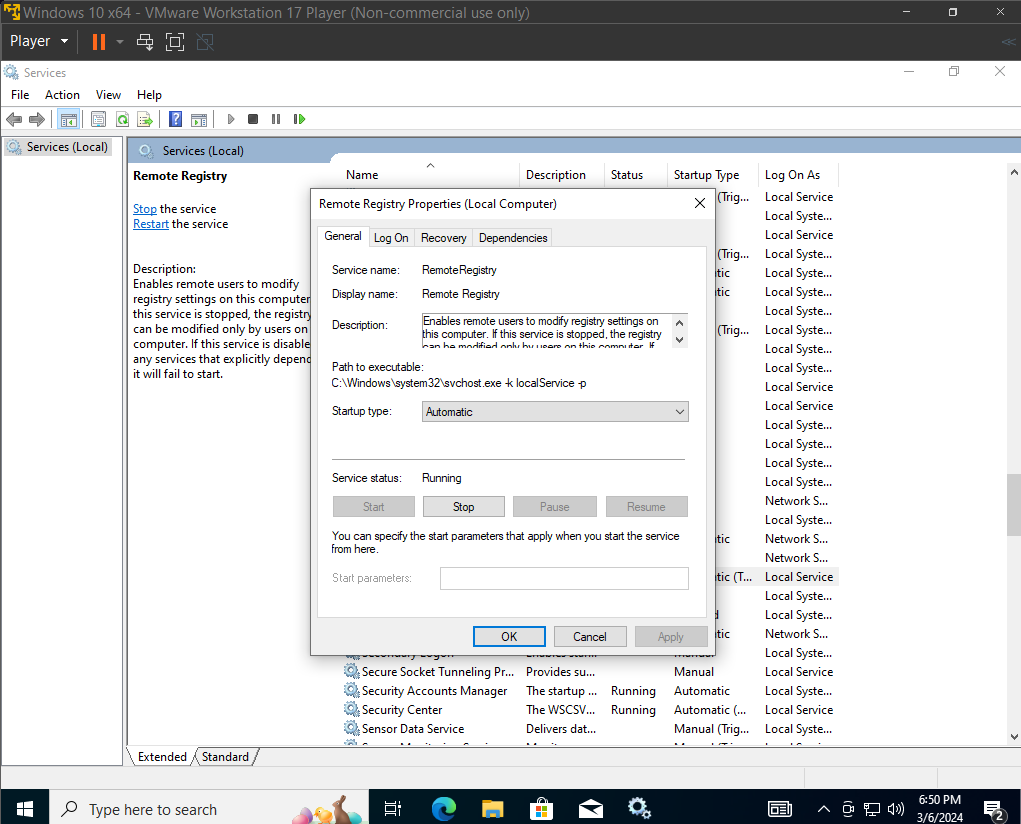 Windows 10 x64 - VMware Workstation 17 Player (Non-commercial use only)
Player
Services
File Action View Help
Services (Local)
Services (Local)
Remote Registry
Stop the service
Restart the service
Description:
Enables remote users to modify
registry settings on this computer
this service is stopped, the registry
can be modified only by users on
computer. If this service is disable
any services that explicitly depend
it will fail to start.
Name Description Status Startup Type Log On As
(Trig... Local Service
Local Syste...
Local Service
(Trig... Local Syste...
tic Local Syste...
tic Local Syste...
Local Syste...
(Trig... Local Syste...
Local Syste...
Local Syste...
Local Service
Local Service
Local Syste...
Local Syste...
Local Syste...
Local Syste...
Network S...
Local Syste...
tic Network S...
Network S...
tic (T... Local Service
Local Syste...
d Local Syste...
tic Network S...
Local Syste...
Remote Registry Properties (Local Computer)
General Log On Recovery Dependencies
Service name: RemoteRegistry
Display name: Remote Registry
Description: Enables remote users to modify registry settings on
this computer. If this service is stopped, the registry
can be modified only by users on this computer. If
Path to executable:
C:\Windows\system32\svchost.exe -k localService -p
Startup type: Automatic
Service status: Running
Start Stop Pause Resume
You can specify the start parameters that apply when you start the service
from here.
Start parameters:
OK Cancel Apply
Secure Socket Tunneling Pr... Provides su... Manual Local Service
Security Accounts Manager The startup ... Running Automatic Local Syste...
Security Center The WSCSV... Running Automatic (... Local Service
Sensor Data Service Delivers dat... Manual (Trig... Local Syste...
Extended Standard
Type here to search
6:50 PM
3/6/2024
2